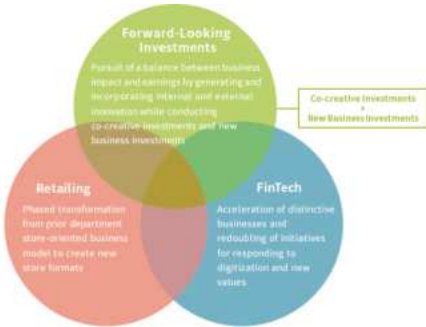 Forward-Looking
Investments
Pursuit of a balance between business
impact and earnings by generating and
incorporating internal and external
innovation while conducting
co-creative investments and new
business investments
Co-creative Investments
+
New Business Investments
Retailing
Phased transformation
from prior department
store-oriented business
model to create new
store formats
FinTech
Acceleration of distinctive
businesses and
redoubling of initiatives
for responding to
digitization and new
values